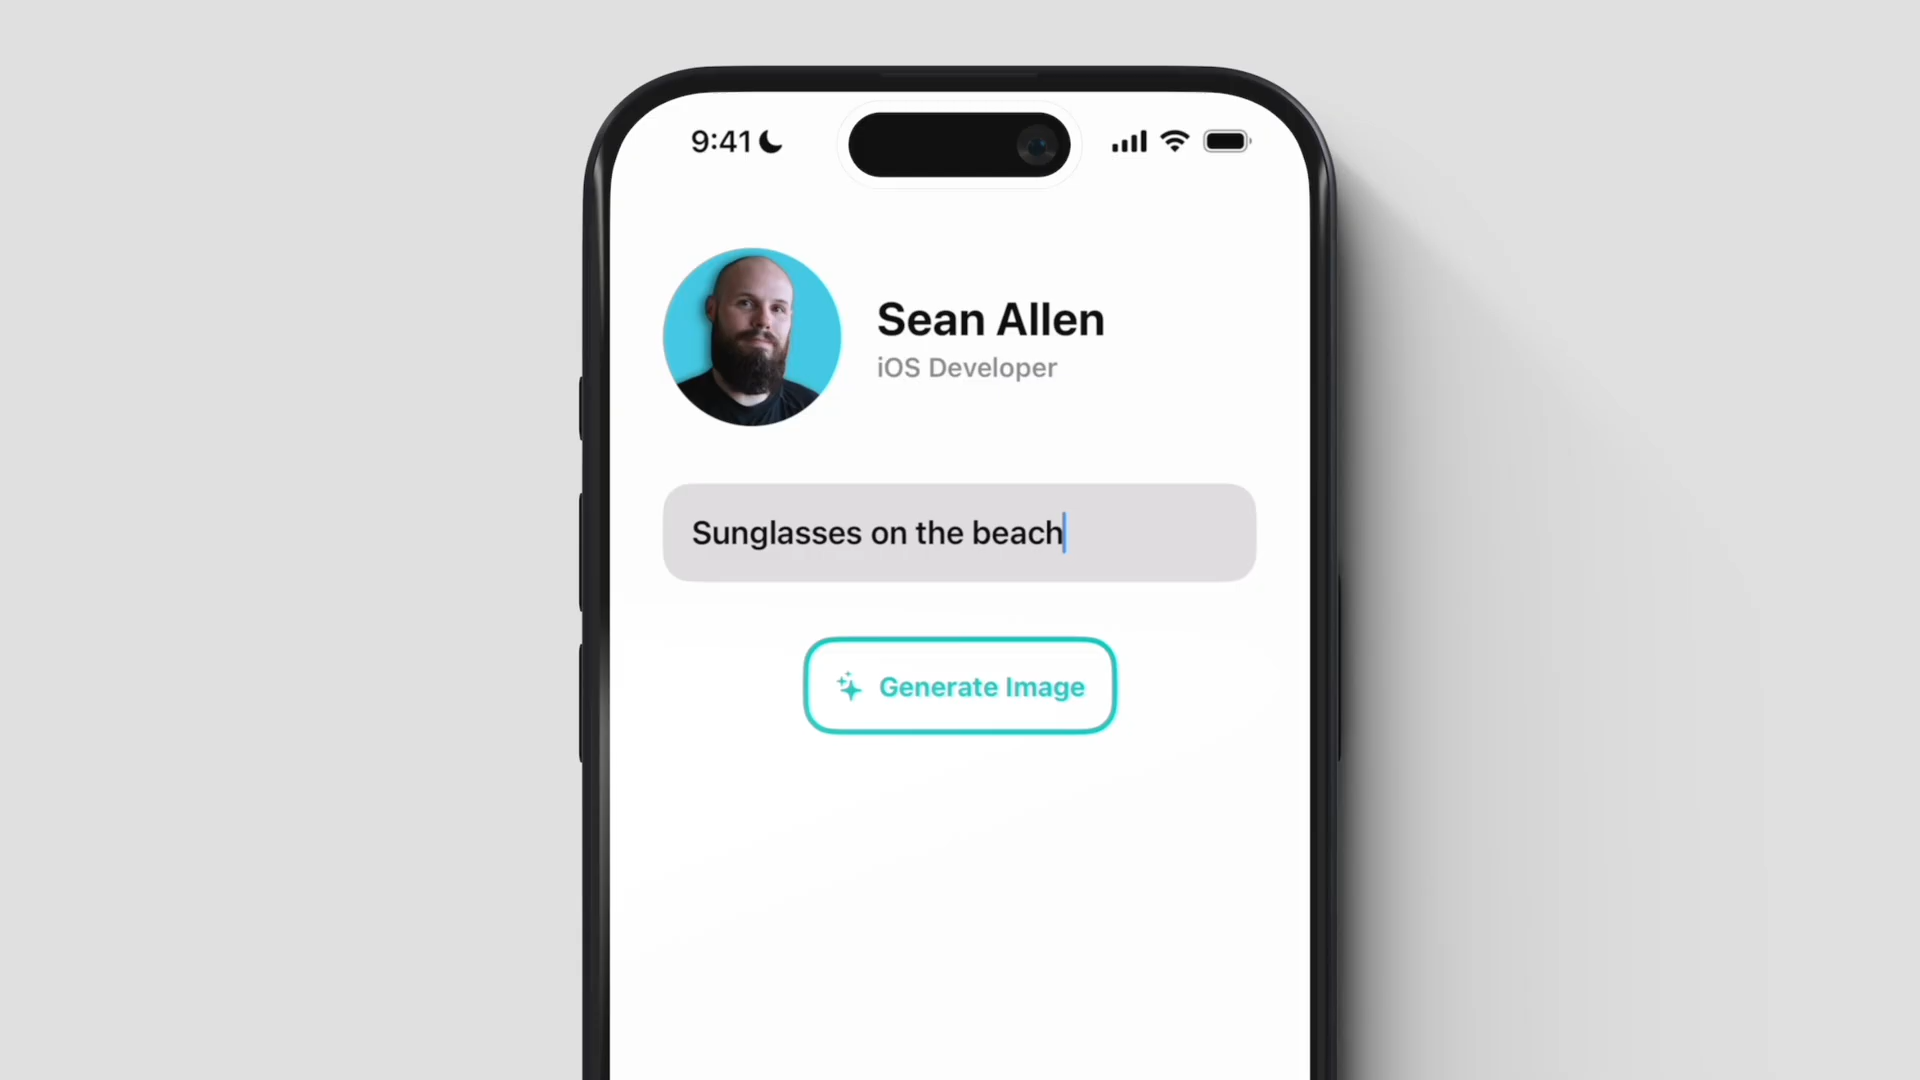 9:41
Sean Allen
iOS Developer
Sunglasses on the beach
Generate Image